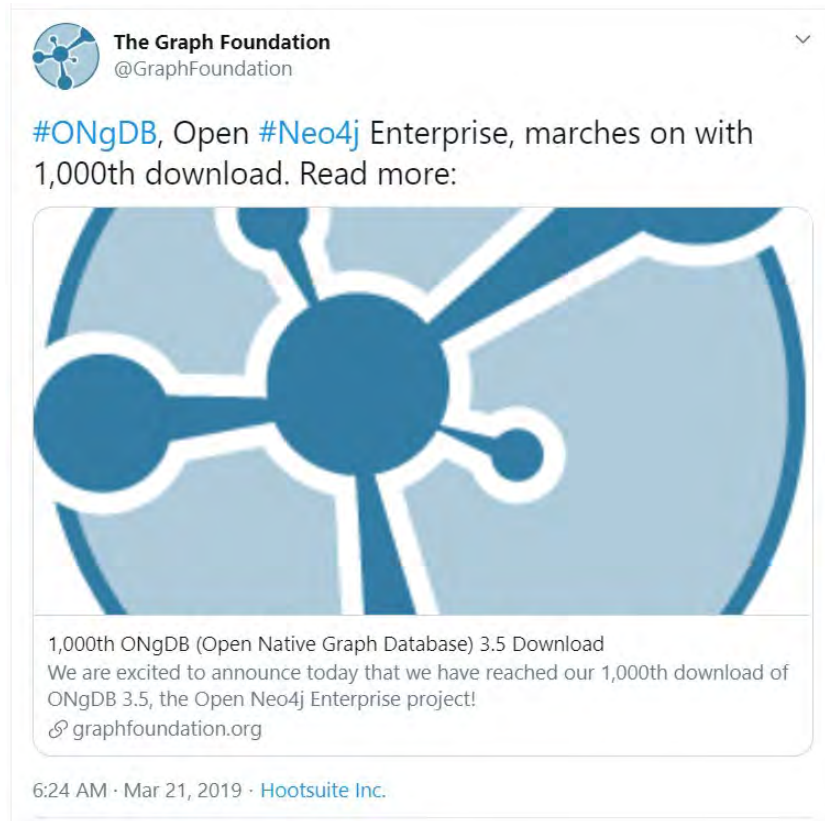 The Graph Foundation
@GraphFoundation
#ONgDB, Open #Neo4j Enterprise, marches on with
1,000th download. Read more:
1,000th ONgDB (Open Native Graph Database) 3.5 Download
We are excited to announce today that we have reached our 1,000th download of
ONgDB 3.5, the Open Neo4j Enterprise project!
graphfoundation.org
6:24 AM · Mar 21, 2019 · Hootsuite Inc.